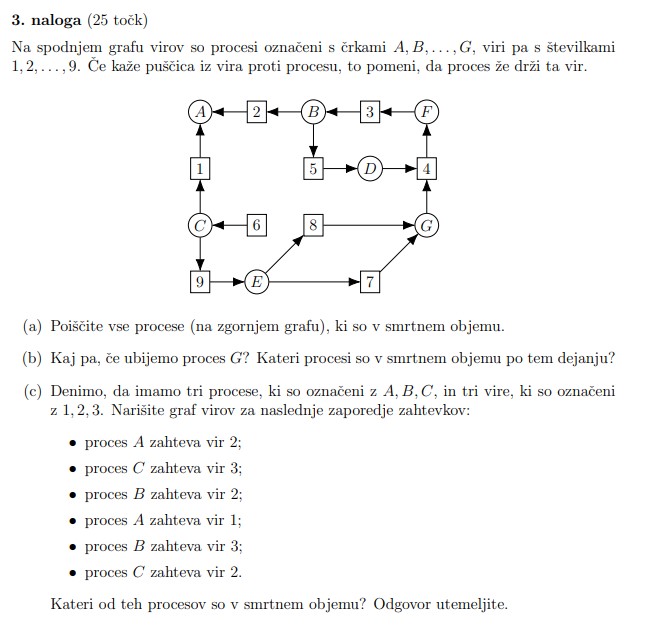 3. naloga (25 točk)
Na spodnjem grafu virov so procesi označeni s črkami A, B, . . . , G, viri pa s številkami
1, 2, . . . , 9. Če kaže puščica iz vira proti procesu, to pomeni, da proces že drži ta vir.
A 2 B 3 F
1 5 D 4
C 6 8 G
9 E 7
(a) Poiščite vse procese (na zgornjem grafu), ki so v smrtnem objemu.
(b) Kaj pa, če ubijemo proces G? Kateri procesi so v smrtnem objemu po tem dejanju?
(c) Denimo, da imamo tri procese, ki so označeni z A, B, C, in tri vire, ki so označeni
z 1, 2, 3. Narišite graf virov za naslednje zaporedje zahtevkov:
• proces A zahteva vir 2;
• proces C zahteva vir 3;
• proces B zahteva vir 2;
• proces A zahteva vir 1;
• proces B zahteva vir 3;
• proces C zahteva vir 2.
Kateri od teh procesov so v smrtnem objemu? Odgovor utemeljite.